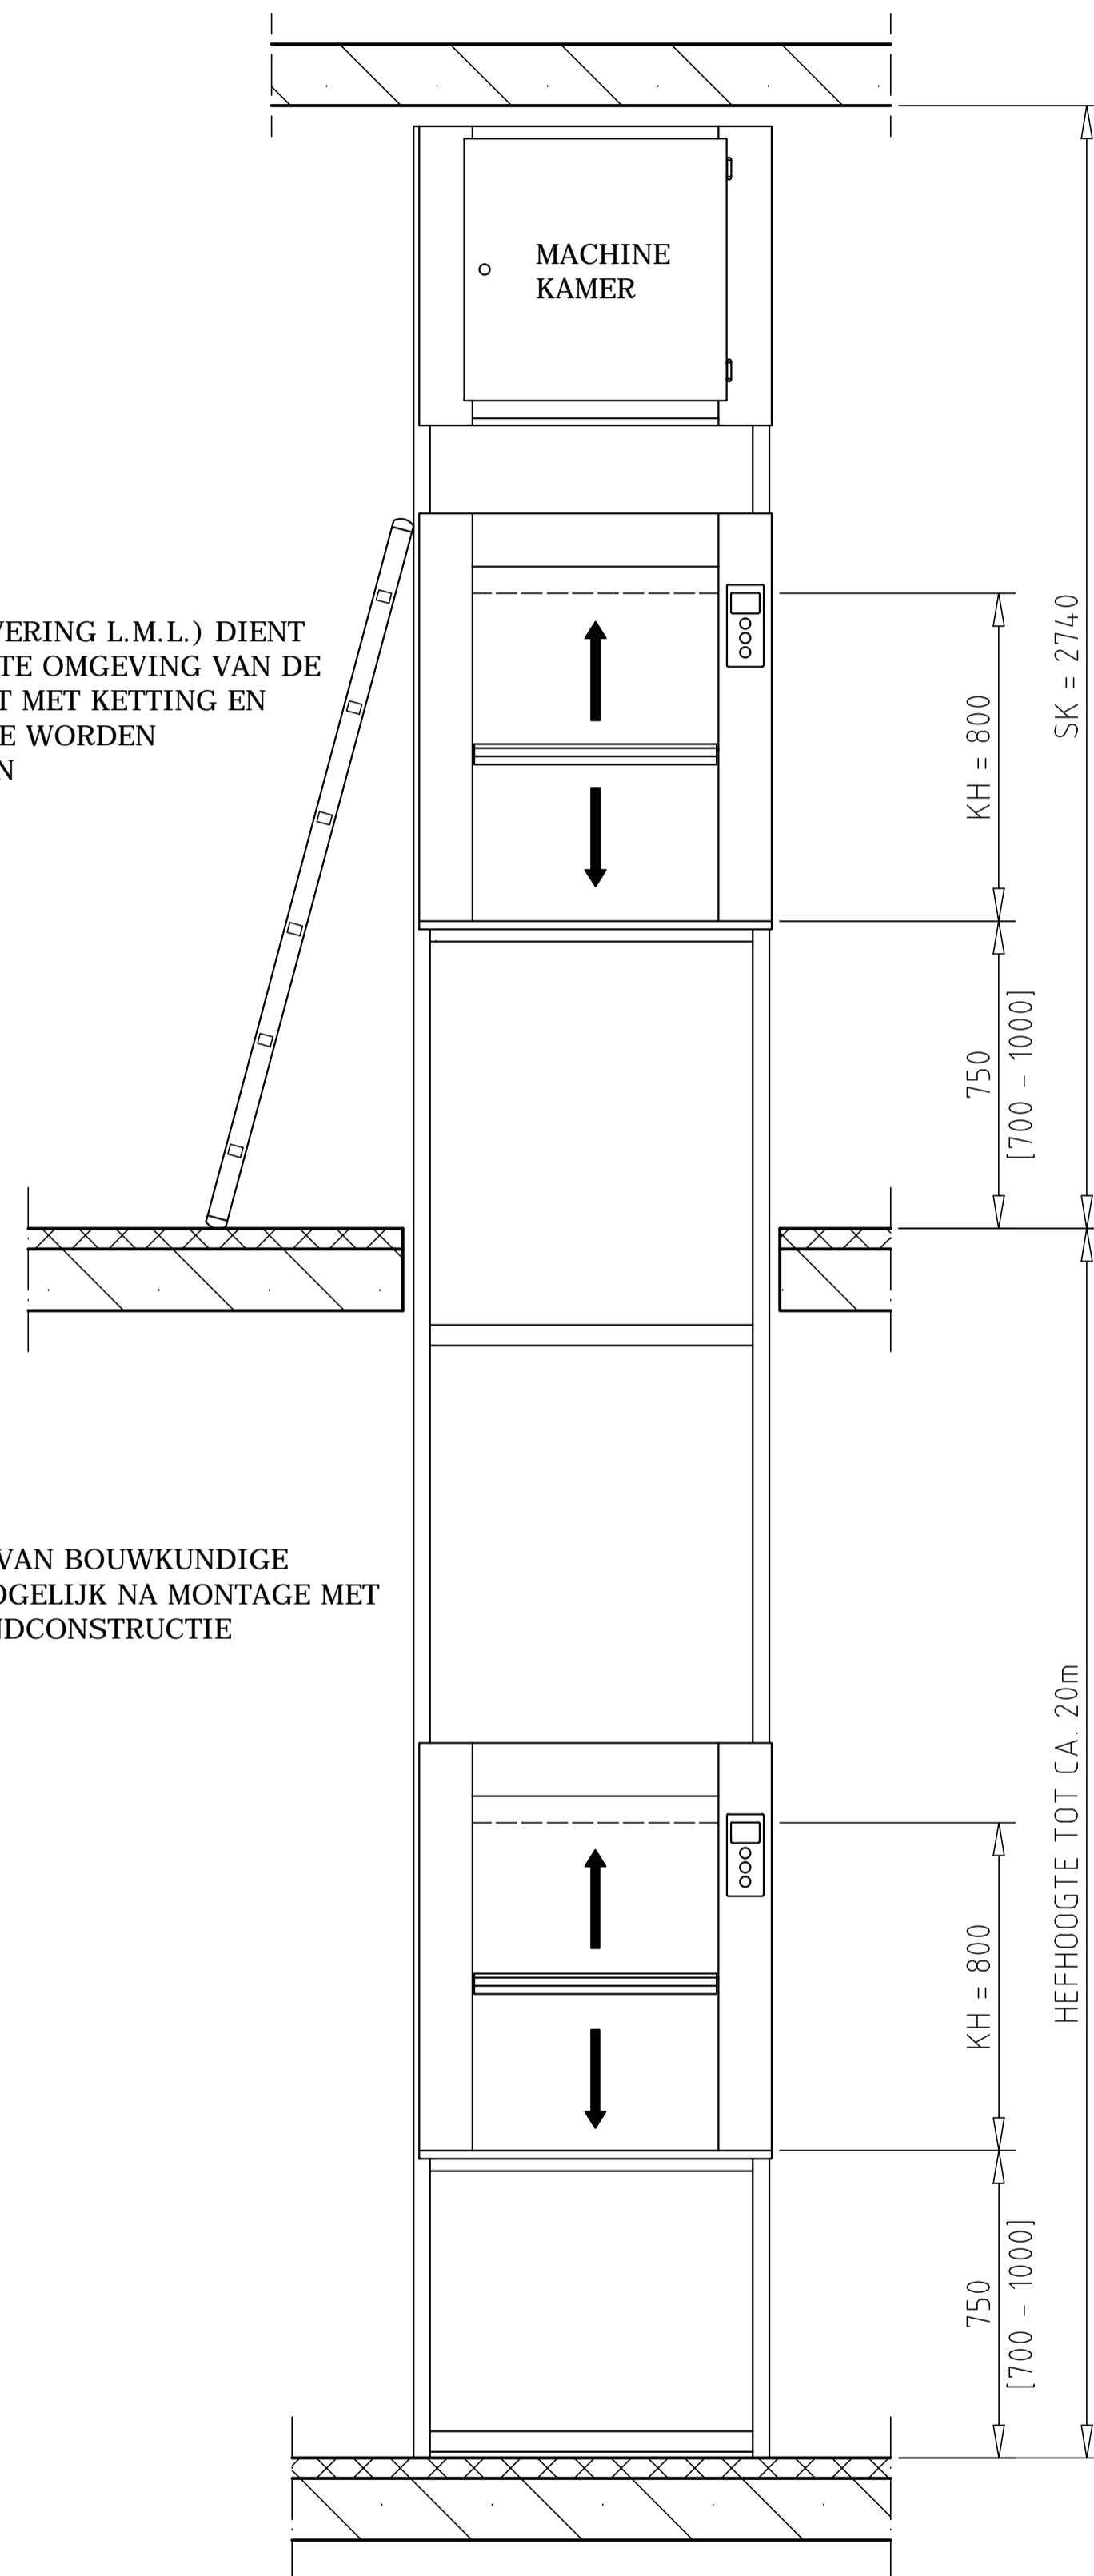 MACHINE
KAMER
VERING L.M.L.) DIENT
TE OMGEVING VAN DE
T MET KETTING EN
E WORDEN
N
KH = 800
SK = 2740
750
[700 - 1000]
VAN BOUWKUNDIGE
OGELIJK NA MONTAGE MET
NDCONSTRUCTIE
HEFHOOGTE TOT CA. 20m
KH = 800
750
[700 - 1000]